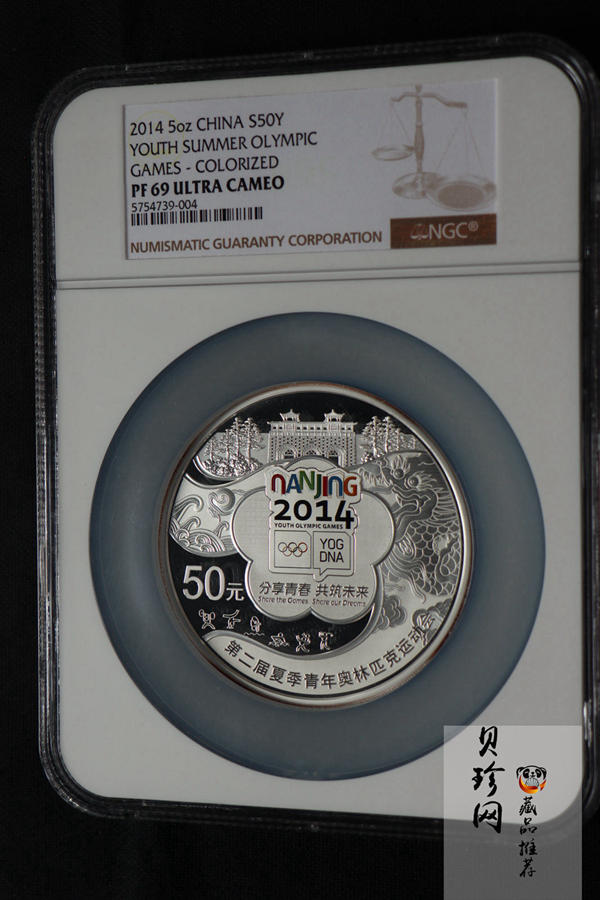 2014 5oz CHINA S50Y
YOUTH SUMMER OLYMPIC
GAMES - COLORIZED
PF 69 ULTRA CAMEO
5754739-004
NUMISMATIC GUARANTY CORPORATION
NGC®
NANJING
2014
YOUTH OLYMPIC GAMES
YOG
DNA
50元
分享青春 共筑未来
Share the Games, Share our Dreams
第二届夏季青年奥林匹克运动会
贝珍网
藏品推荐